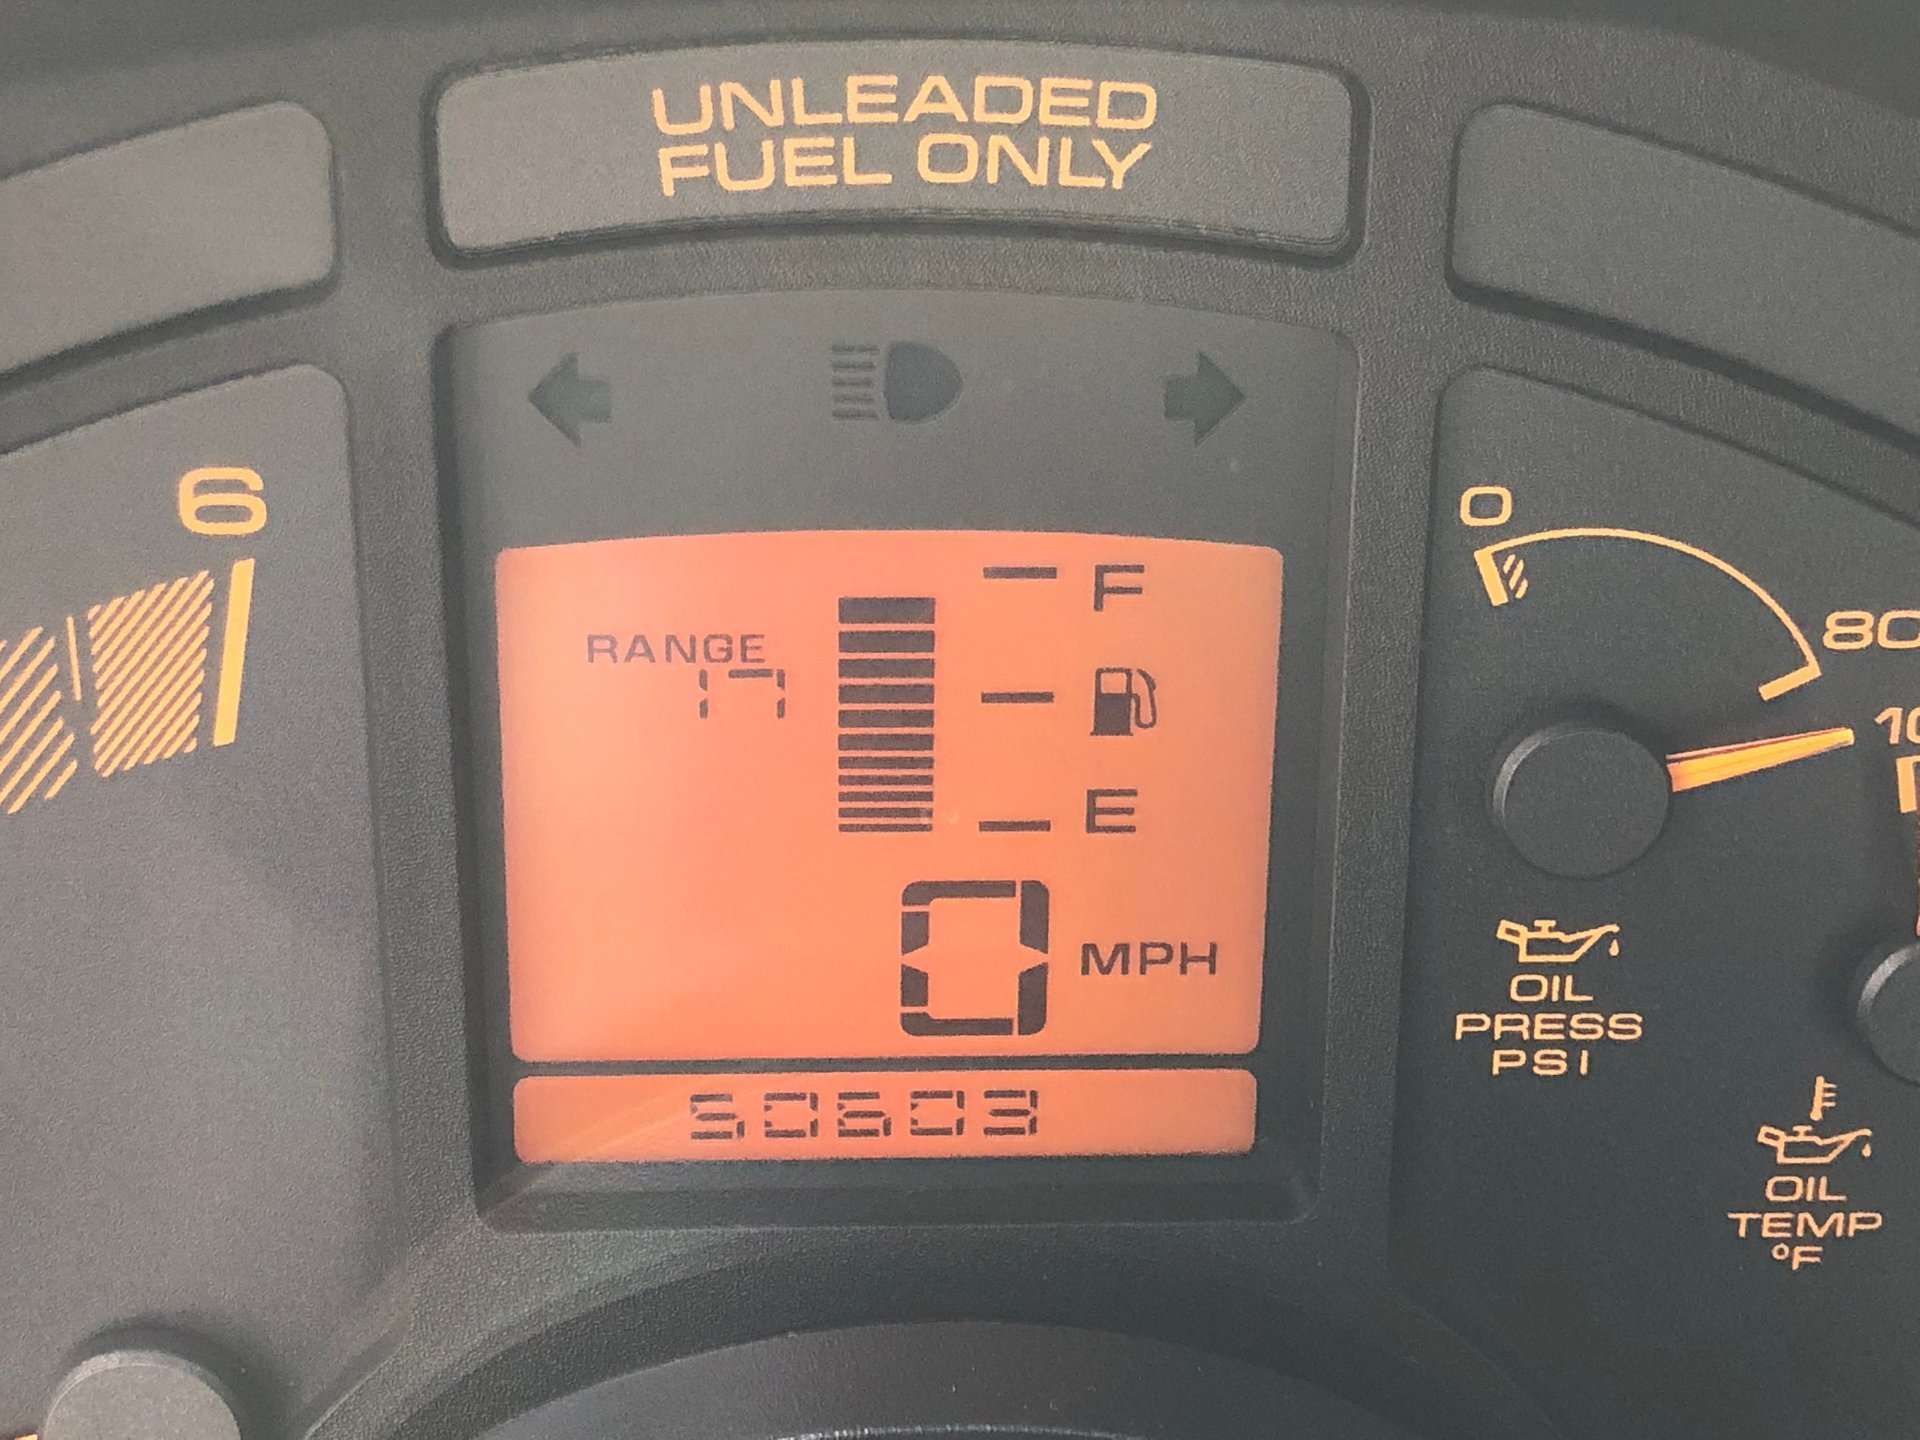 UNLEADED
FUEL ONLY
6
RANGE
17
F
E
0 MPH
50603
0
80
OIL
PRESS
PSI
OIL
TEMP
°F